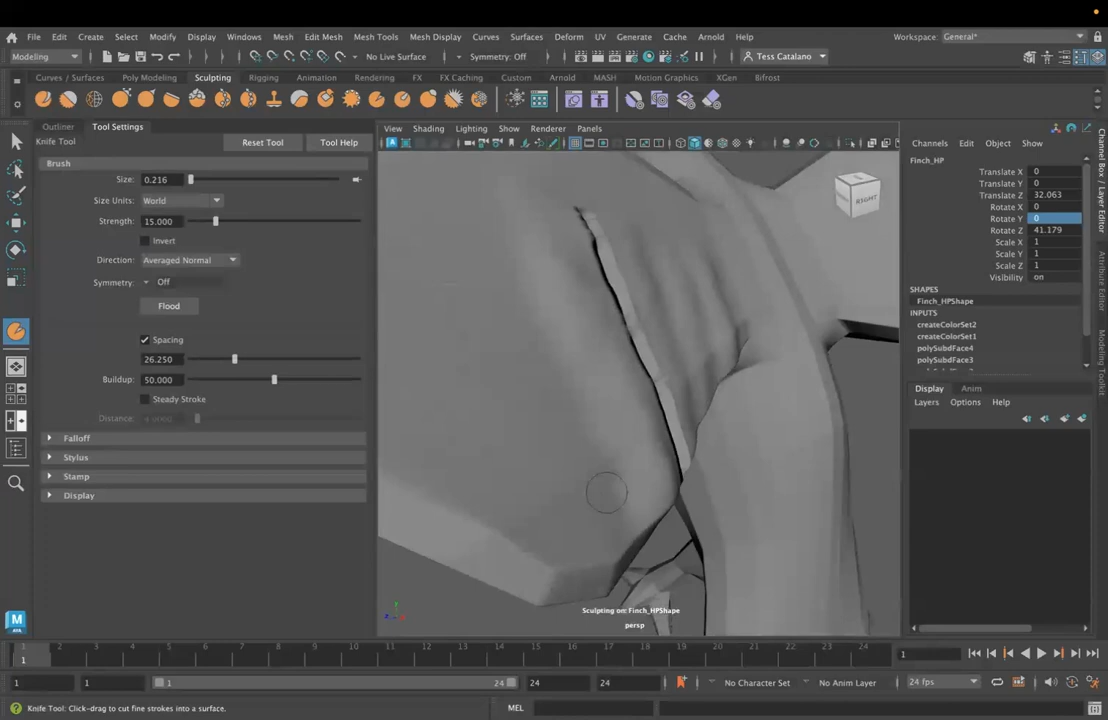 File Edit Create Select Modify Display Windows Mesh Edit Mesh Mesh Tools Mesh Display Curves Surfaces Deform UV Generate Cache Arnold Help Workspace: General*
Modeling No Live Surface Symmetry: Off Tess Catalano
Curves / Surfaces Poly Modeling Sculpting Rigging Animation Rendering FX FX Caching Custom Arnold MASH Motion Graphics XGen Bifrost
Outliner Tool Settings
Knife Tool Reset Tool Tool Help
Brush
Size: 0.216
Size Units: World
Strength: 15.000
Invert
Direction: Averaged Normal
Symmetry: Off
Flood
Spacing
26.250
Buildup: 50.000
Steady Stroke
Distance:
Falloff
Stylus
Stamp
Display
View Shading Lighting Show Renderer Panels
RIGHT
Sculpting on: Finch_HPShape
persp
Channels Edit Object Show
Finch_HP
Translate X 0
Translate Y 0
Translate Z 32.063
Rotate X 0
Rotate Y 0
Rotate Z 41.179
Scale X 1
Scale Y 1
Scale Z 1
Visibility on
SHAPES
Finch_HPShape
INPUTS
createColorSet2
createColorSet1
polySubdFace4
polySubdFace3
Display Anim
Layers Options Help
Channel Box / Layer Editor
Attribute Editor
Modeling Toolkit
1 2 3 4 5 6 7 8 9 10 11 12 13 14 15 16 17 18 19 20 21 22 23 24
1 1
1 1 1 24 24 24 No Character Set No Anim Layer 24 fps
Knife Tool: Click-drag to cut fine strokes into a surface. MEL